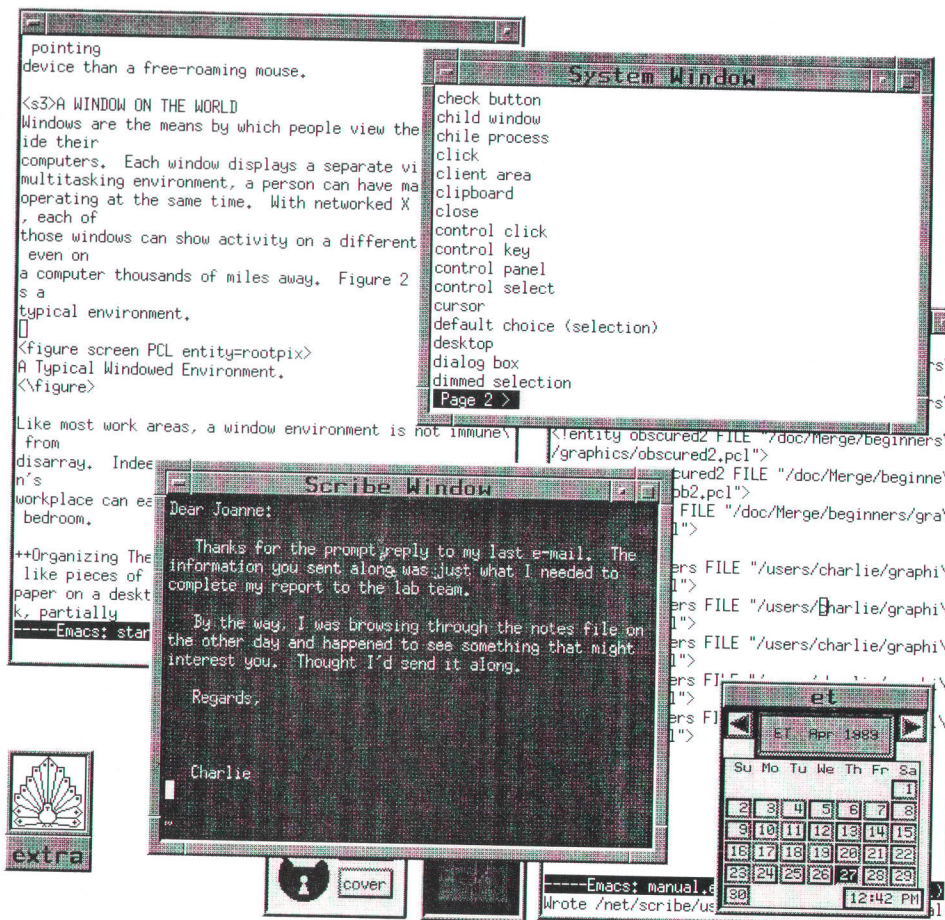 pointing
device than a free-roaming mouse.
<s3>A WINDOW ON THE WORLD
Windows are the means by which people view the
ide their
computers.  Each window displays a separate vi
multitasking environment, a person can have ma
operating at the same time.  With networked X
, each of
those windows can show activity on a different
even on
a computer thousands of miles away.  Figure 2
s a
typical environment.
<figure screen PCL entity=rootpix>
A Typical Windowed Environment.
<\figure>
Like most work areas, a window environment is not immune\
from
disarray.  Indee
n's
workplace can ea
bedroom.
++Organizing The
like pieces of
paper on a deskt
k, partially
-----Emacs: star
System Window
check button
child window
chile process
click
client area
clipboard
close
control click
control key
control panel
control select
cursor
default choice (selection)
desktop
dialog box
dimmed selection
Page 2 >
rs\
rs\
<!entity obscured2 FILE "/doc/Merge/beginners\
/graphics/obscured2.pcl">
cured2 FILE "/doc/Merge/beginne\
ob2.pcl">
FILE "/doc/Merge/beginners/gra\
l">
ers FILE "/users/charlie/graphi\
l">
ers FILE "/users/charlie/graphi\
l">
ers FILE "/users/charlie/graphi\
l">
ers FILE
l">
ers FI
l">
-----Emacs: manual.
Wrote /net/scribe/us
Scribe Window
Dear Joanne:
Thanks for the prompt reply to my last e-mail.  The
information you sent along was just what I needed to
complete my report to the lab team.
By the way, I was browsing through the notes file on
the other day and happened to see something that might
interest you.  Thought I'd send it along.
Regards,
Charlie
~
et
ET  Apr 1989
Su Mo Tu We Th Fr Sa
1
2 3 4 5 6 7 8
9 10 11 12 13 14 15
16 17 18 19 20 21 22
23 24 25 26 27 28 29
30
12:42 PM
extra
cover